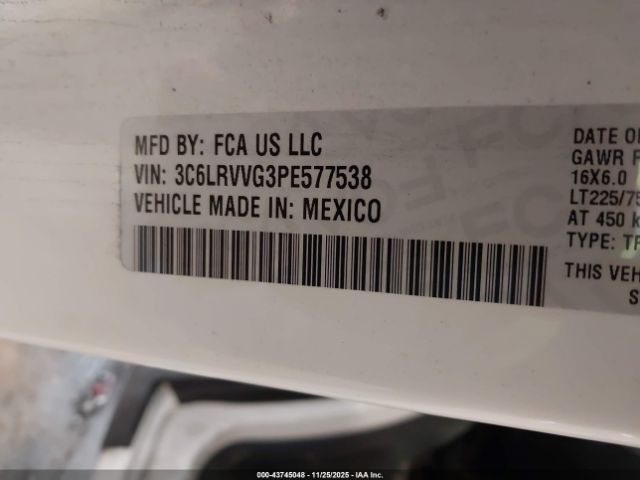 MFD BY: FCA US LLC
VIN: 3C6LRVVG3PE577538
VEHICLE MADE IN: MEXICO
DATE O
GAWR F
16X6.0
LT225/75
AT 450 k
TYPE: TR
THIS VEH
S
000-43745048 - 11/25/2025 - IAA Inc.